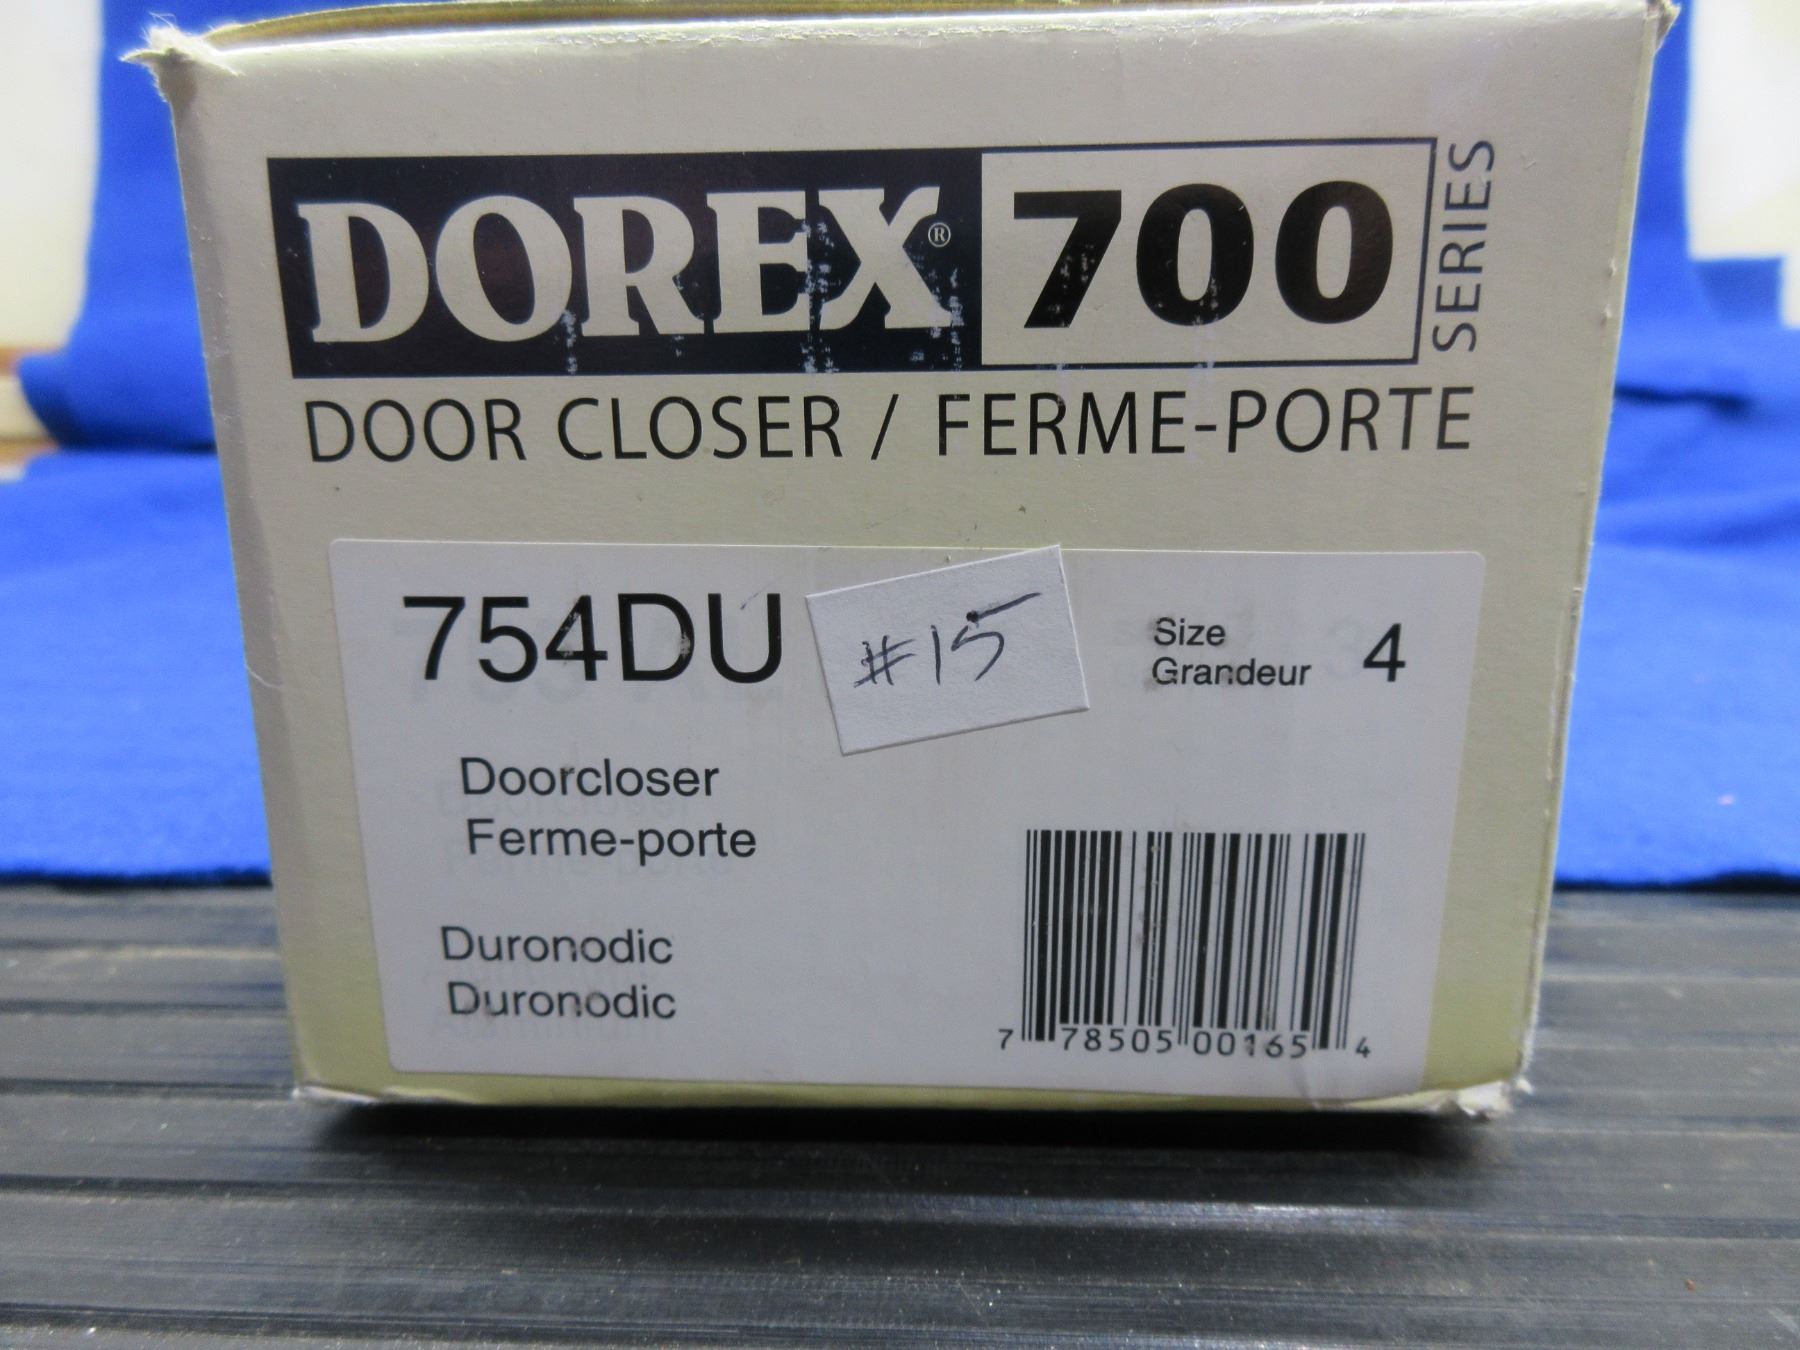 DOREX® 700 SERIES
DOOR CLOSER / FERME-PORTE
754DU
#15
Size
Grandeur 4
Doorcloser
Ferme-porte
Duronodic
Duronodic
7 78505 00165 4